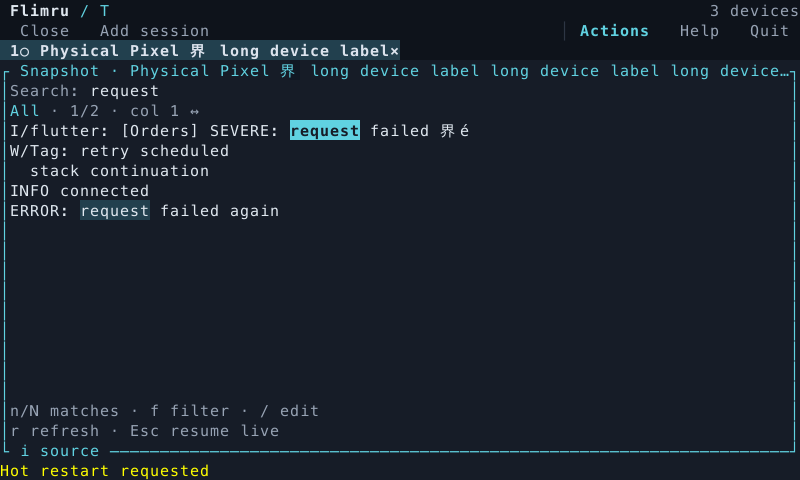 Flimru / T 3 devices
Close Add session Actions Help Quit
1○ Physical Pixel 界 long device label×
Snapshot · Physical Pixel 界 long device label long device label long device…
Search: request
All · 1/2 · col 1 ↔
I/flutter: [Orders] SEVERE: request failed 界 é
W/Tag: retry scheduled
stack continuation
INFO connected
ERROR: request failed again
n/N matches · f filter · / edit
r refresh · Esc resume live
i source
Hot restart requested